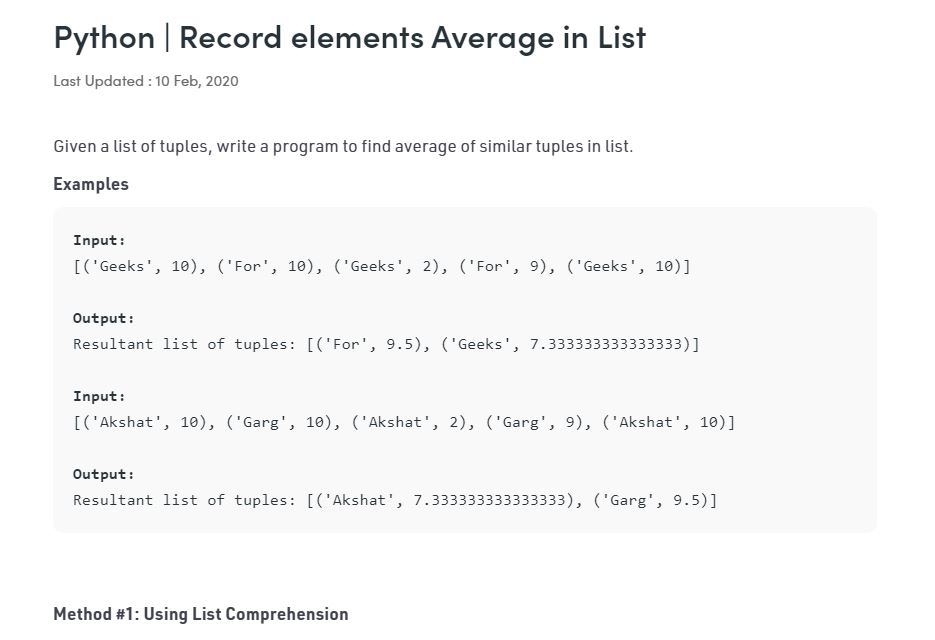 Python | Record elements Average in List
Last Updated : 10 Feb, 2020
Given a list of tuples, write a program to find average of similar tuples in list.
Examples
Input:
[('Geeks', 10), ('For', 10), ('Geeks', 2), ('For', 9), ('Geeks', 10)]
Output:
Resultant list of tuples: [('For', 9.5), ('Geeks', 7.333333333333333)]
Input:
[('Akshat', 10), ('Garg', 10), ('Akshat', 2), ('Garg', 9), ('Akshat', 10)]
Output:
Resultant list of tuples: [('Akshat', 7.333333333333333), ('Garg', 9.5)]
Method #1: Using List Comprehension